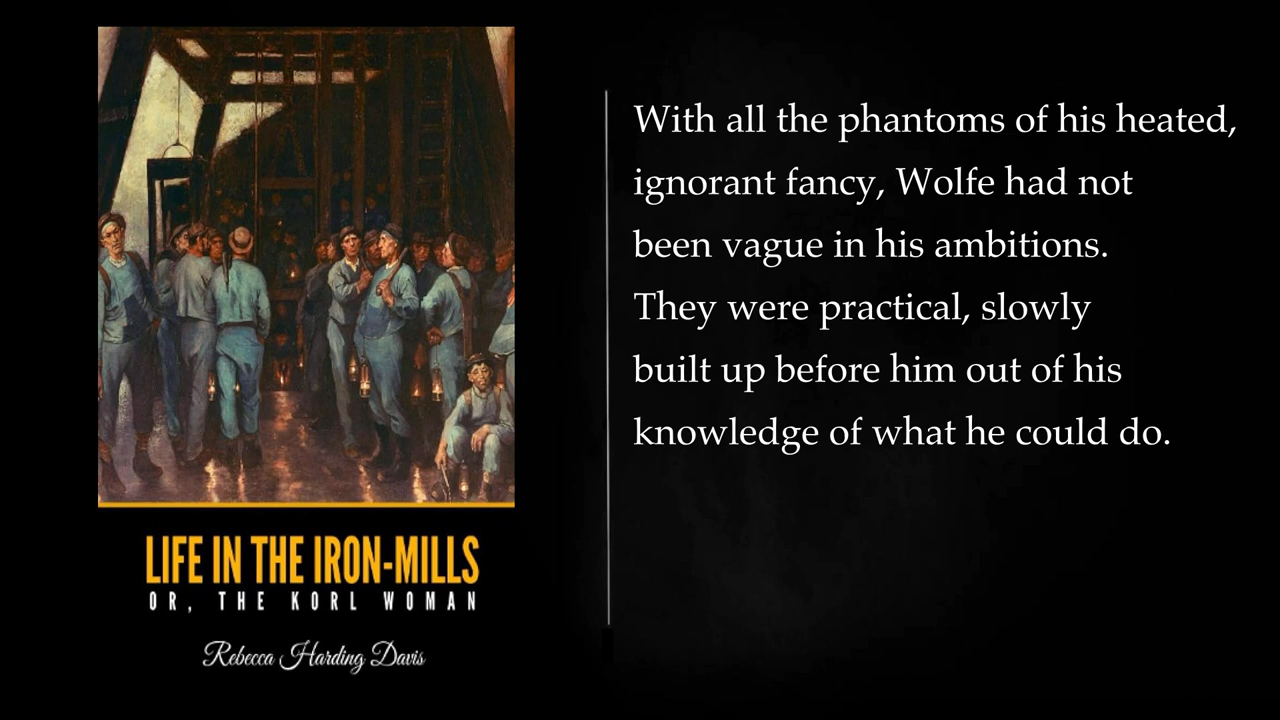 LIFE IN THE IRON-MILLS
OR, THE KORL WOMAN
Rebecca Harding Davis
With all the phantoms of his heated,
ignorant fancy, Wolfe had not
been vague in his ambitions.
They were practical, slowly
built up before him out of his
knowledge of what he could do.